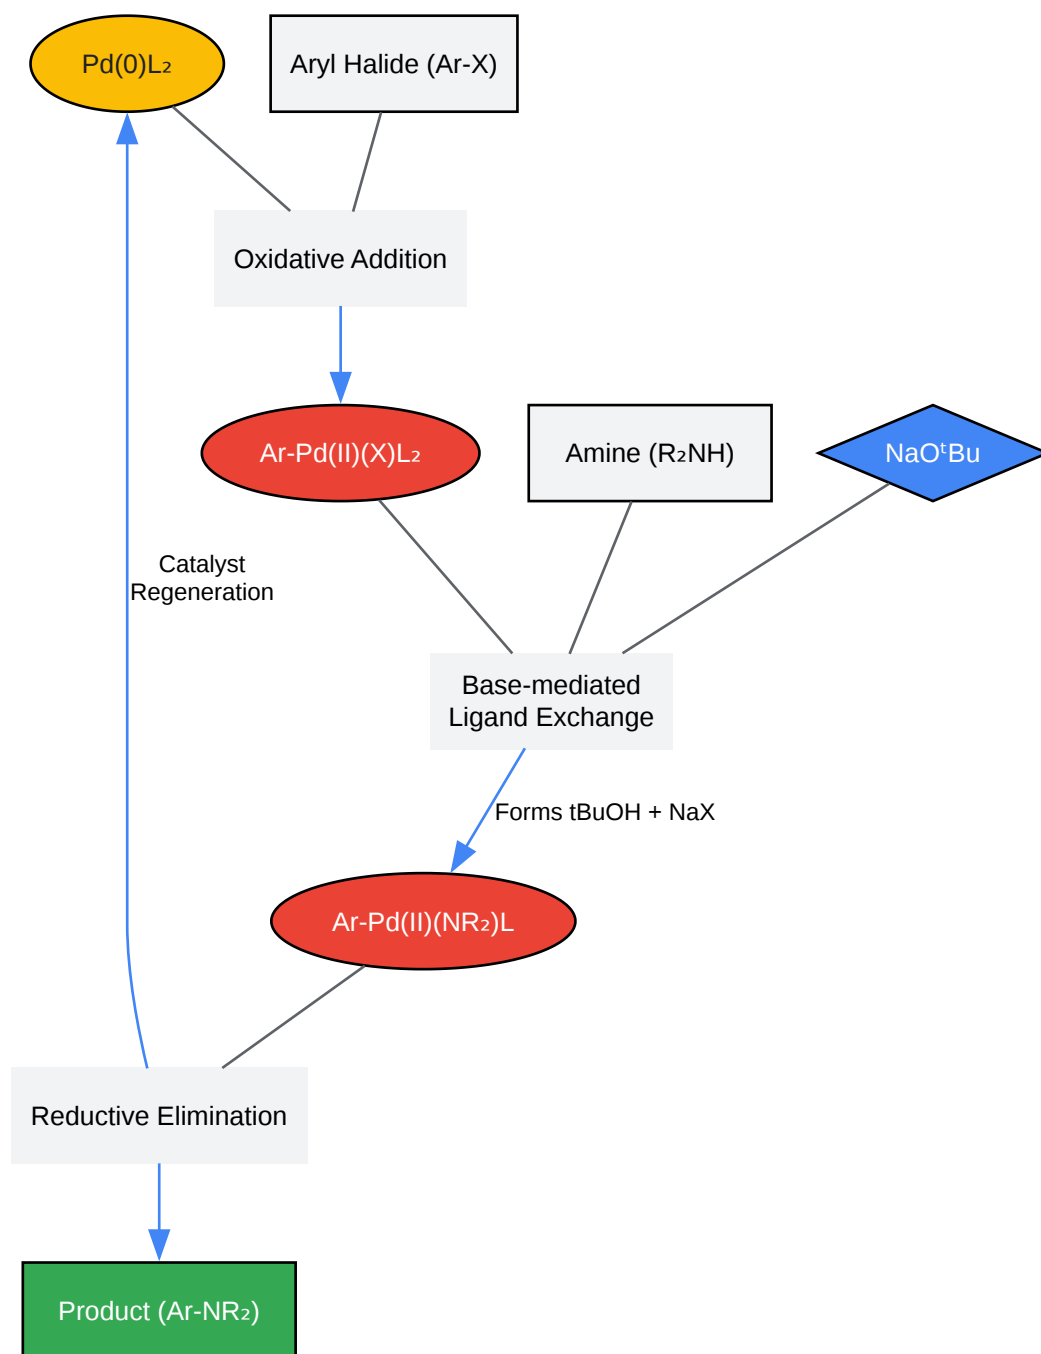 Pd(0)L₂
Aryl Halide (Ar-X)
Oxidative Addition
Ar-Pd(II)(X)L₂
Amine (R₂NH)
NaOᵗBu
Catalyst
Regeneration
Base-mediated
Ligand Exchange
Forms tBuOH + NaX
Ar-Pd(II)(NR₂)L
Reductive Elimination
Product (Ar-NR₂)